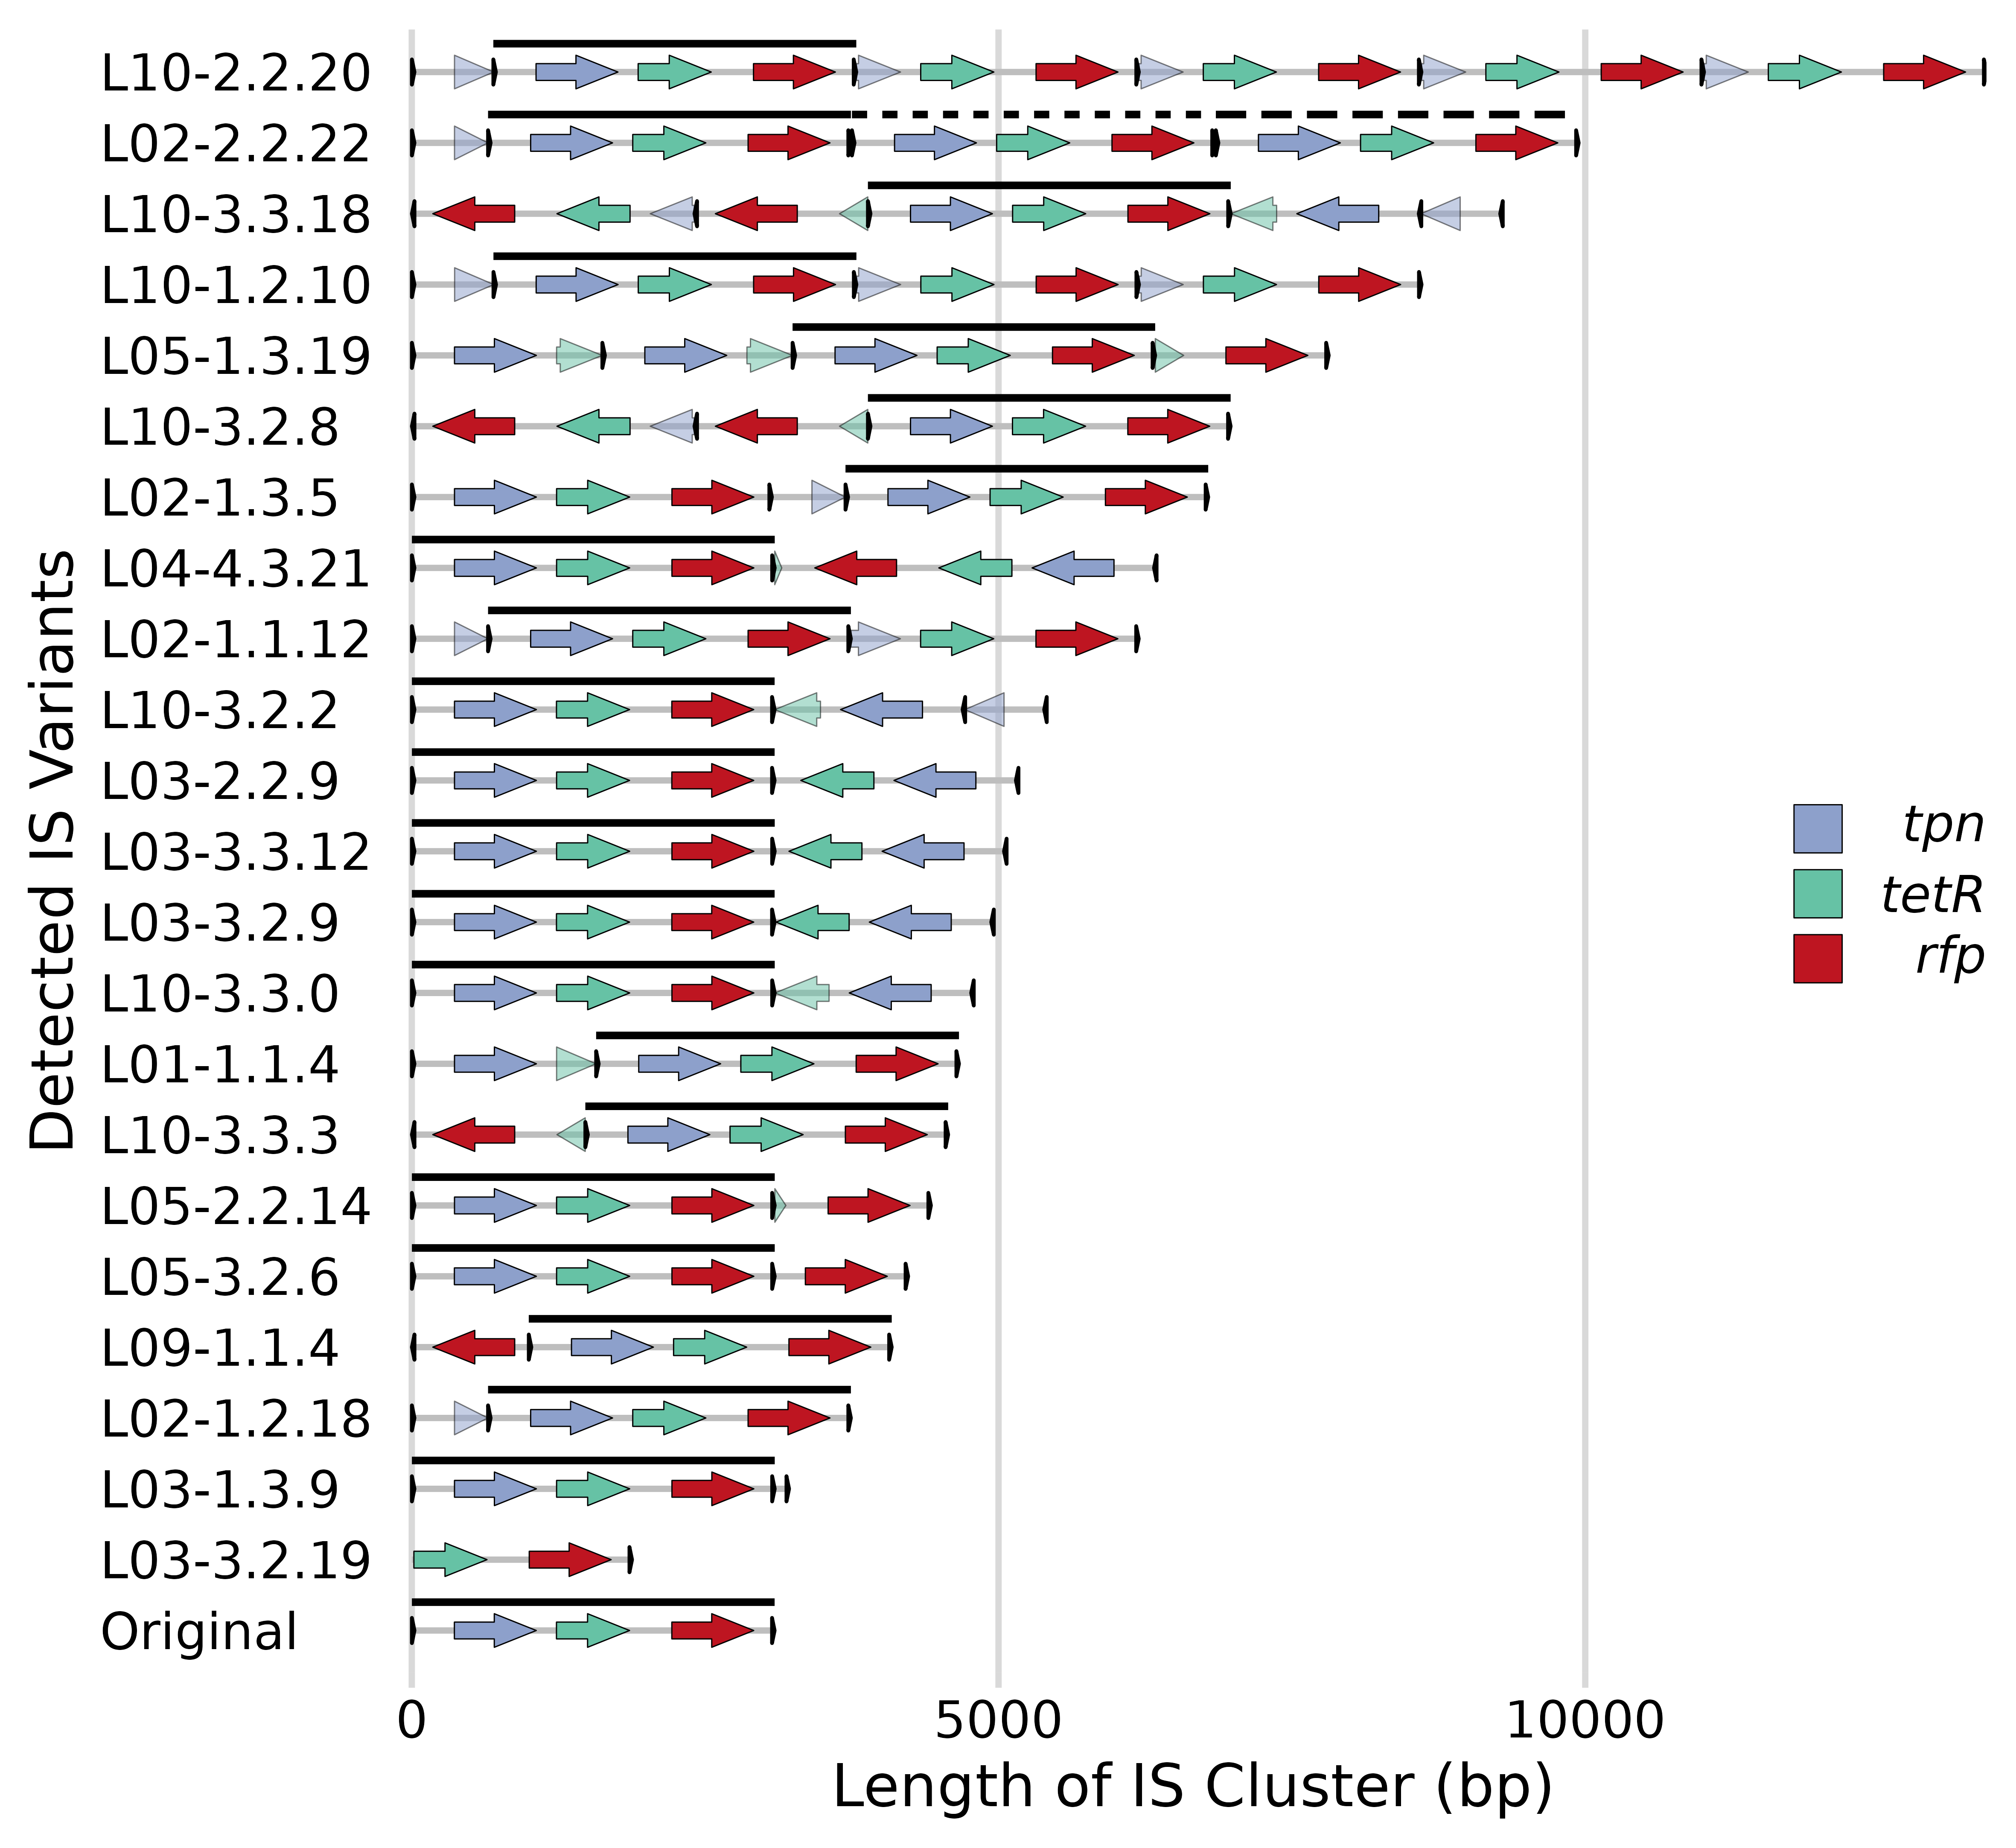 L10-2.2.20
L02-2.2.22
L10-3.3.18
L10-1.2.10
L05-1.3.19
L10-3.2.8
L02-1.3.5
L04-4.3.21
L02-1.1.12
L10-3.2.2
L03-2.2.9
L03-3.3.12
L03-3.2.9
L10-3.3.0
L01-1.1.4
L10-3.3.3
L05-2.2.14
L05-3.2.6
L09-1.1.4
L02-1.2.18
L03-1.3.9
L03-3.2.19
Original
Detected IS Variants
tpn
tetR
rfp
0 5000 10000
Length of IS Cluster (bp)